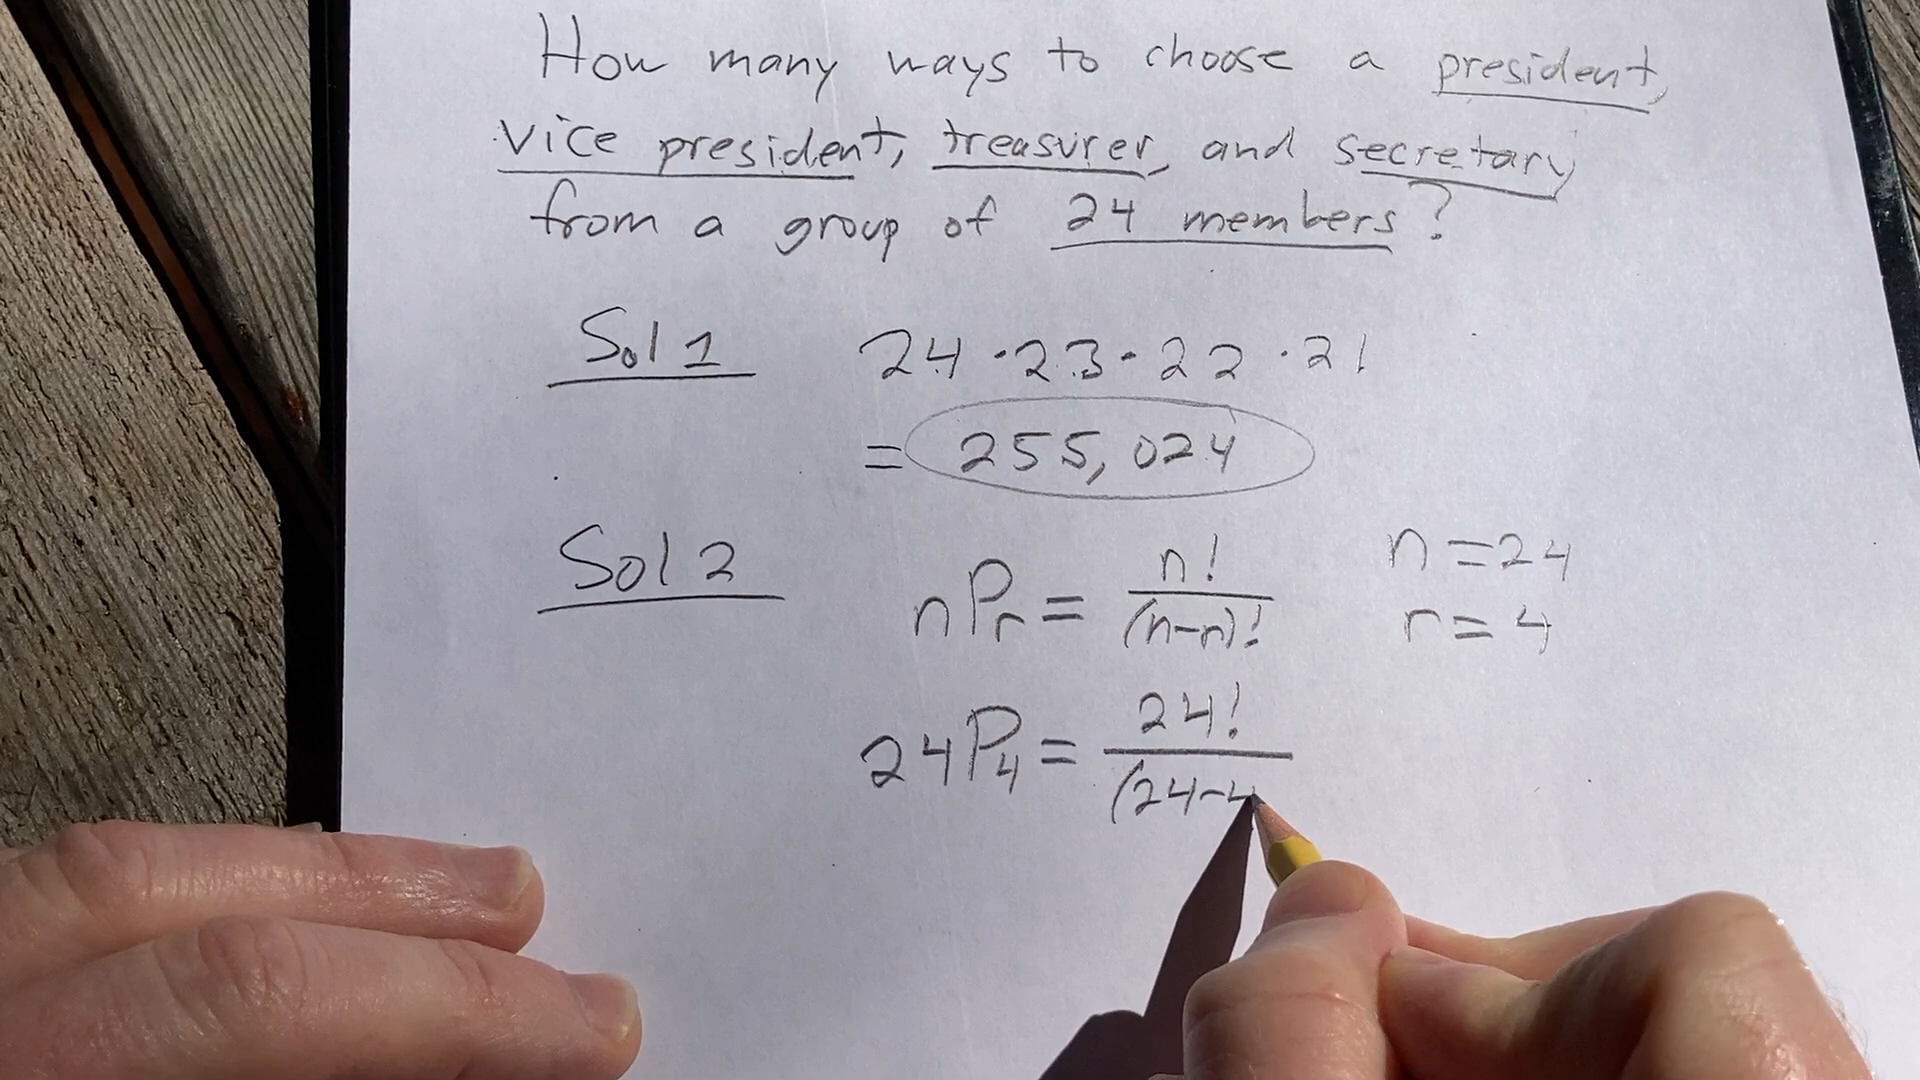 How many ways to choose a president,
vice president, treasurer, and secretary
from a group of 24 members?
Sol 1 24 · 23 · 22 · 21
= 255,024
Sol 2 nPr = n! / (n-r)! n = 24
r = 4
24P4 = 24! / (24-4